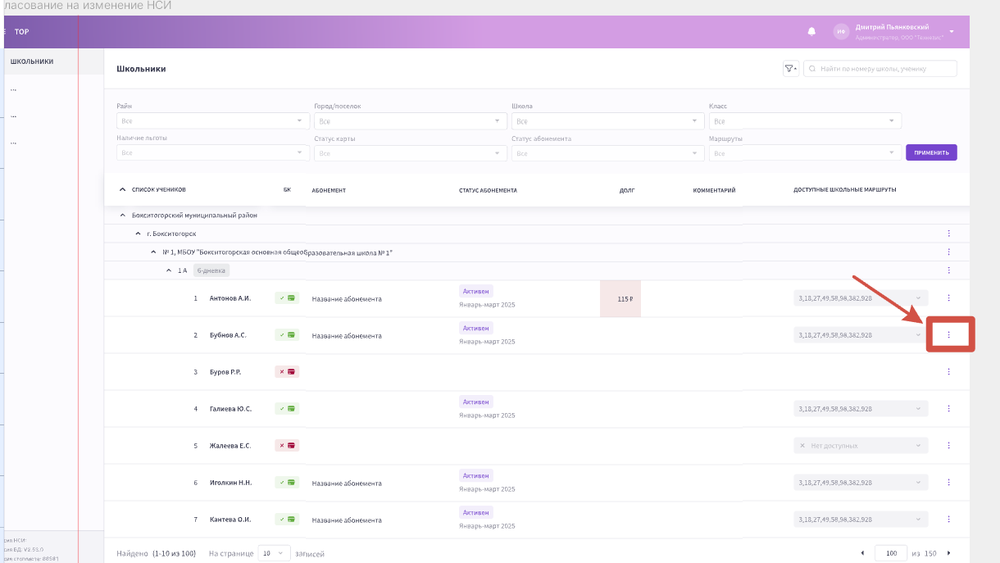 ласование на изменение НСИ
TOP
ИФ
Дмитрий Пьянковский
Администратор, ООО "Технезис"
ШКОЛЬНИКИ
...
...
...
Школьники
Найти по номеру школы, ученику
Райн
Город/поселок
Школа
Класс
Все
Все
Все
Все
Наличие льготы
Статус карты
Статус абонемента
Маршруты
Все
Все
Все
Все
ПРИМЕНИТЬ
СПИСОК УЧЕНИКОВ
БК
АБОНЕМЕНТ
СТАТУС АБОНЕМЕНТА
ДОЛГ
КОММЕНТАРИЙ
ДОСТУПНЫЕ ШКОЛЬНЫЕ МАРШРУТЫ
Бокситогорский муниципальный район
г. Бокситогорск
№ 1, МБОУ "Бокситогорская основная общеобразовательная школа № 1"
1 А 6-дневка
1 Антонов А.И. Название абонемента Активен 115 ₽ 3,18,27,49,58,98,382,928
Январь-март 2025
2 Бубнов А.С. Название абонемента Активен 3,18,27,49,58,98,382,928
Январь-март 2025
3 Буров Р.Р.
4 Галиева Ю.С. Активен 3,18,27,49,58,98,382,928
Январь-март 2025
5 Жалеева Е.С. Нет доступных
6 Иголкин Н.Н. Название абонемента Активен 3,18,27,49,58,98,382,928
Январь-март 2025
7 Кантева О.И. Название абонемента Активен 3,18,27,49,58,98,382,928
Январь-март 2025
сия НСИ:
сия БД: V2.53.0
сия стоплиста: 88591
Найдено (1-10 из 100) На странице 10 записей
100 из 150